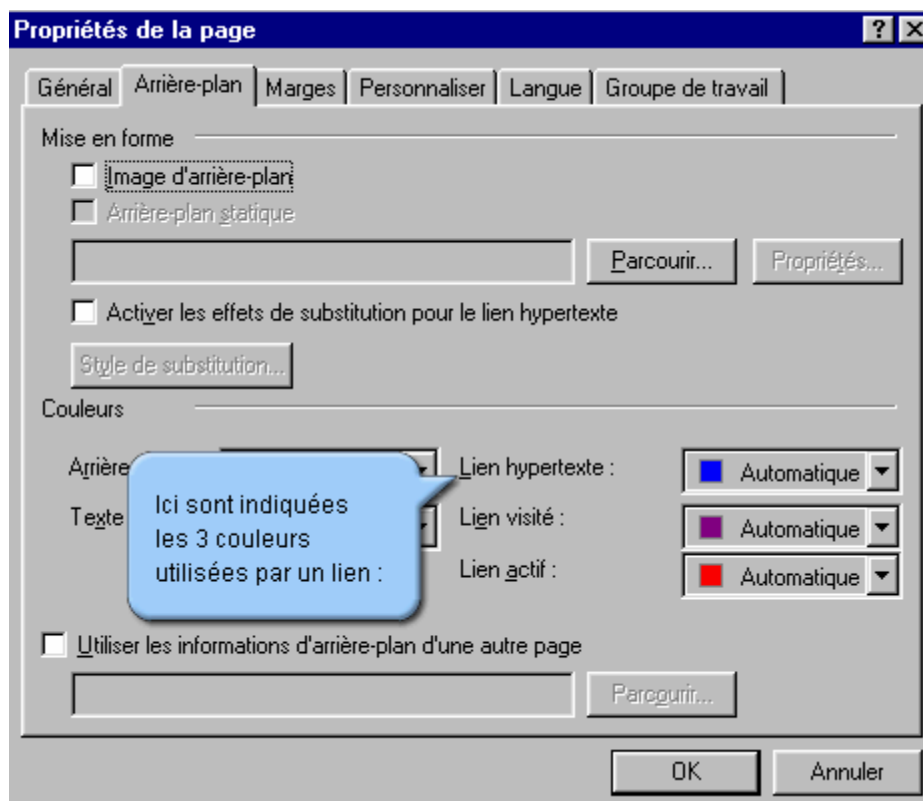 Propriétés de la page
Général Arrière-plan Marges Personnaliser Langue Groupe de travail
Mise en forme
Image d'arrière-plan
Arrière-plan statique
Parcourir... Propriétés...
Activer les effets de substitution pour le lien hypertexte
Style de substitution...
Couleurs
Arrière Lien hypertexte : Automatique
Texte Lien visité : Automatique
Lien actif : Automatique
Ici sont indiquées
les 3 couleurs
utilisées par un lien :
Utiliser les informations d'arrière-plan d'une autre page
Parcourir...
OK Annuler